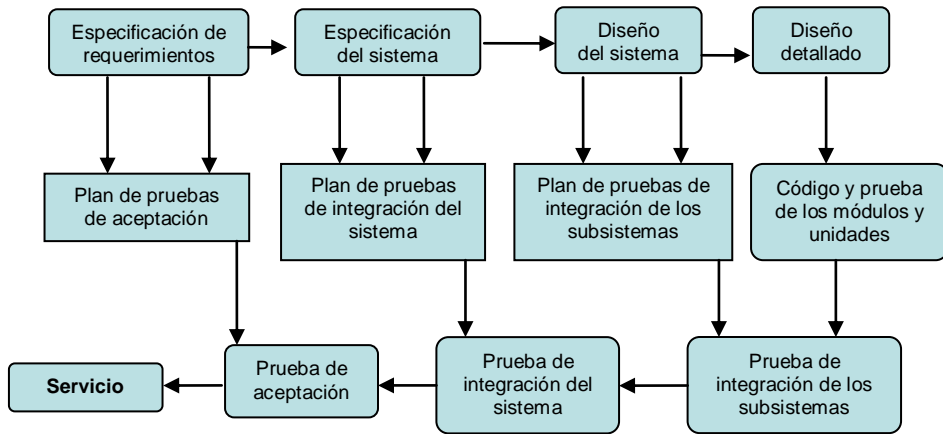 Especificación de
requerimientos
Especificación
del sistema
Diseño
del sistema
Diseño
detallado
Plan de pruebas
de aceptación
Plan de pruebas
de integración del
sistema
Plan de pruebas de
integración de los
subsistemas
Código y prueba
de los módulos y
unidades
Servicio
Prueba de
aceptación
Prueba de
integración del
sistema
Prueba de
integración de los
subsistemas